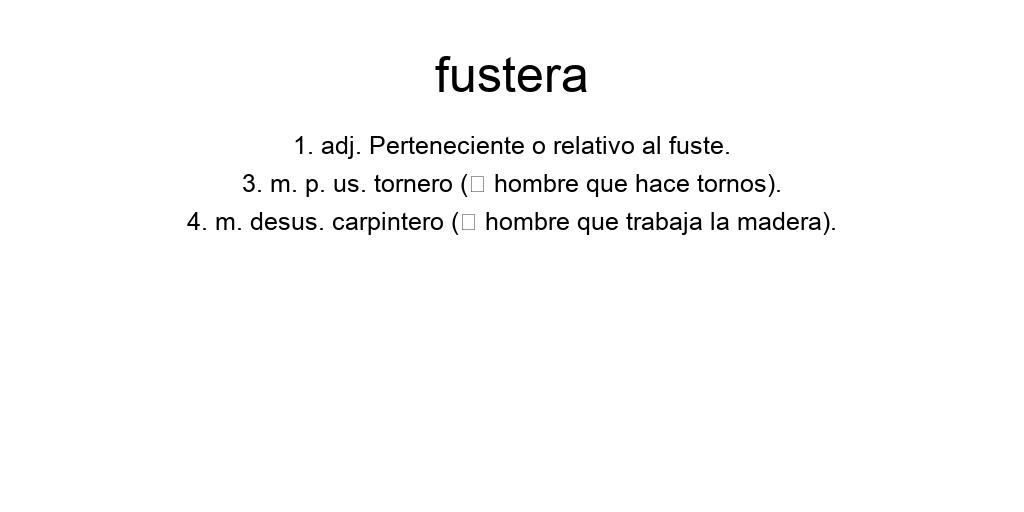 fustera
1. adj. Perteneciente o relativo al fuste.
3. m. p. us. tornero (□ hombre que hace tornos).
4. m. desus. carpintero (□ hombre que trabaja la madera).